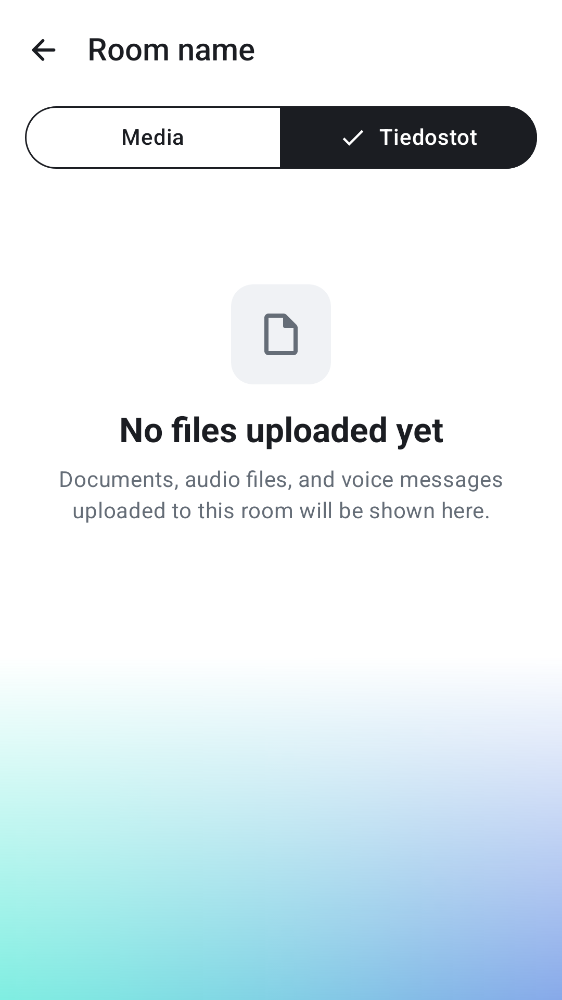 Room name
Media
Tiedostot
No files uploaded yet
Documents, audio files, and voice messages
uploaded to this room will be shown here.